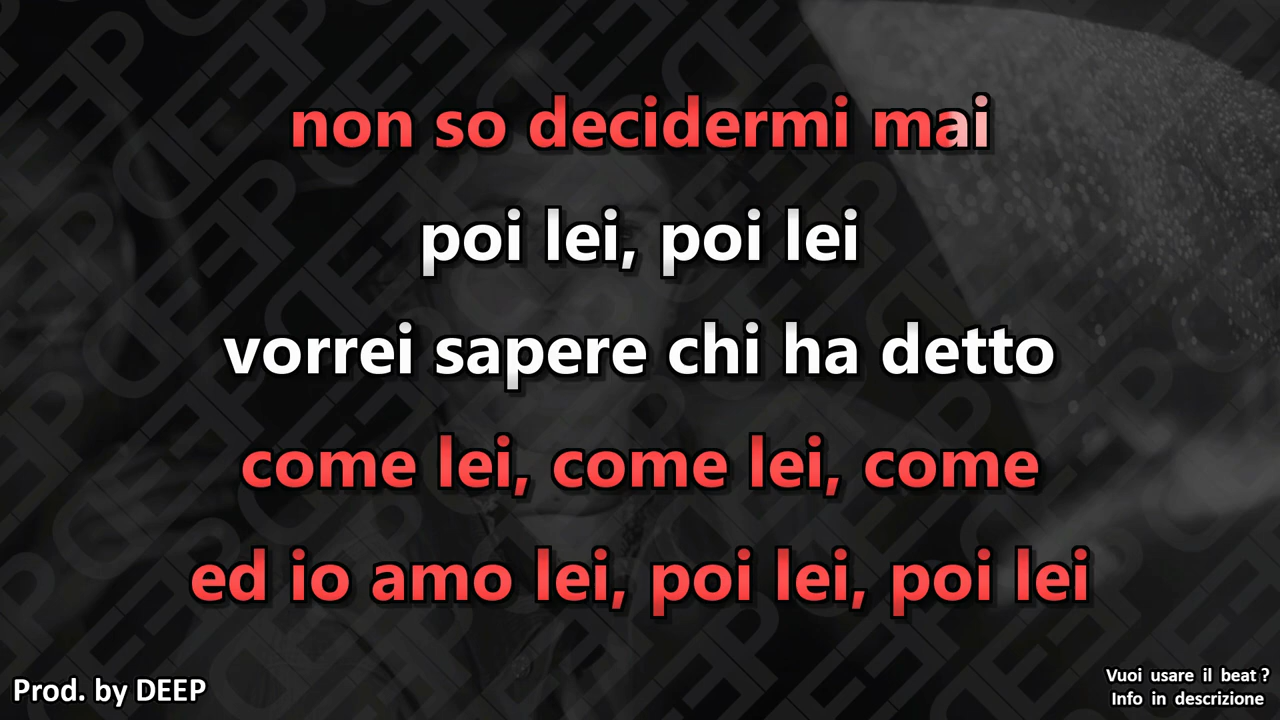 non so decidermi mai
poi lei, poi lei
vorrei sapere chi ha detto
come lei, come lei, come
ed io amo lei, poi lei, poi lei
Prod. by DEEP
Vuoi usare il beat ?
Info in descrizione